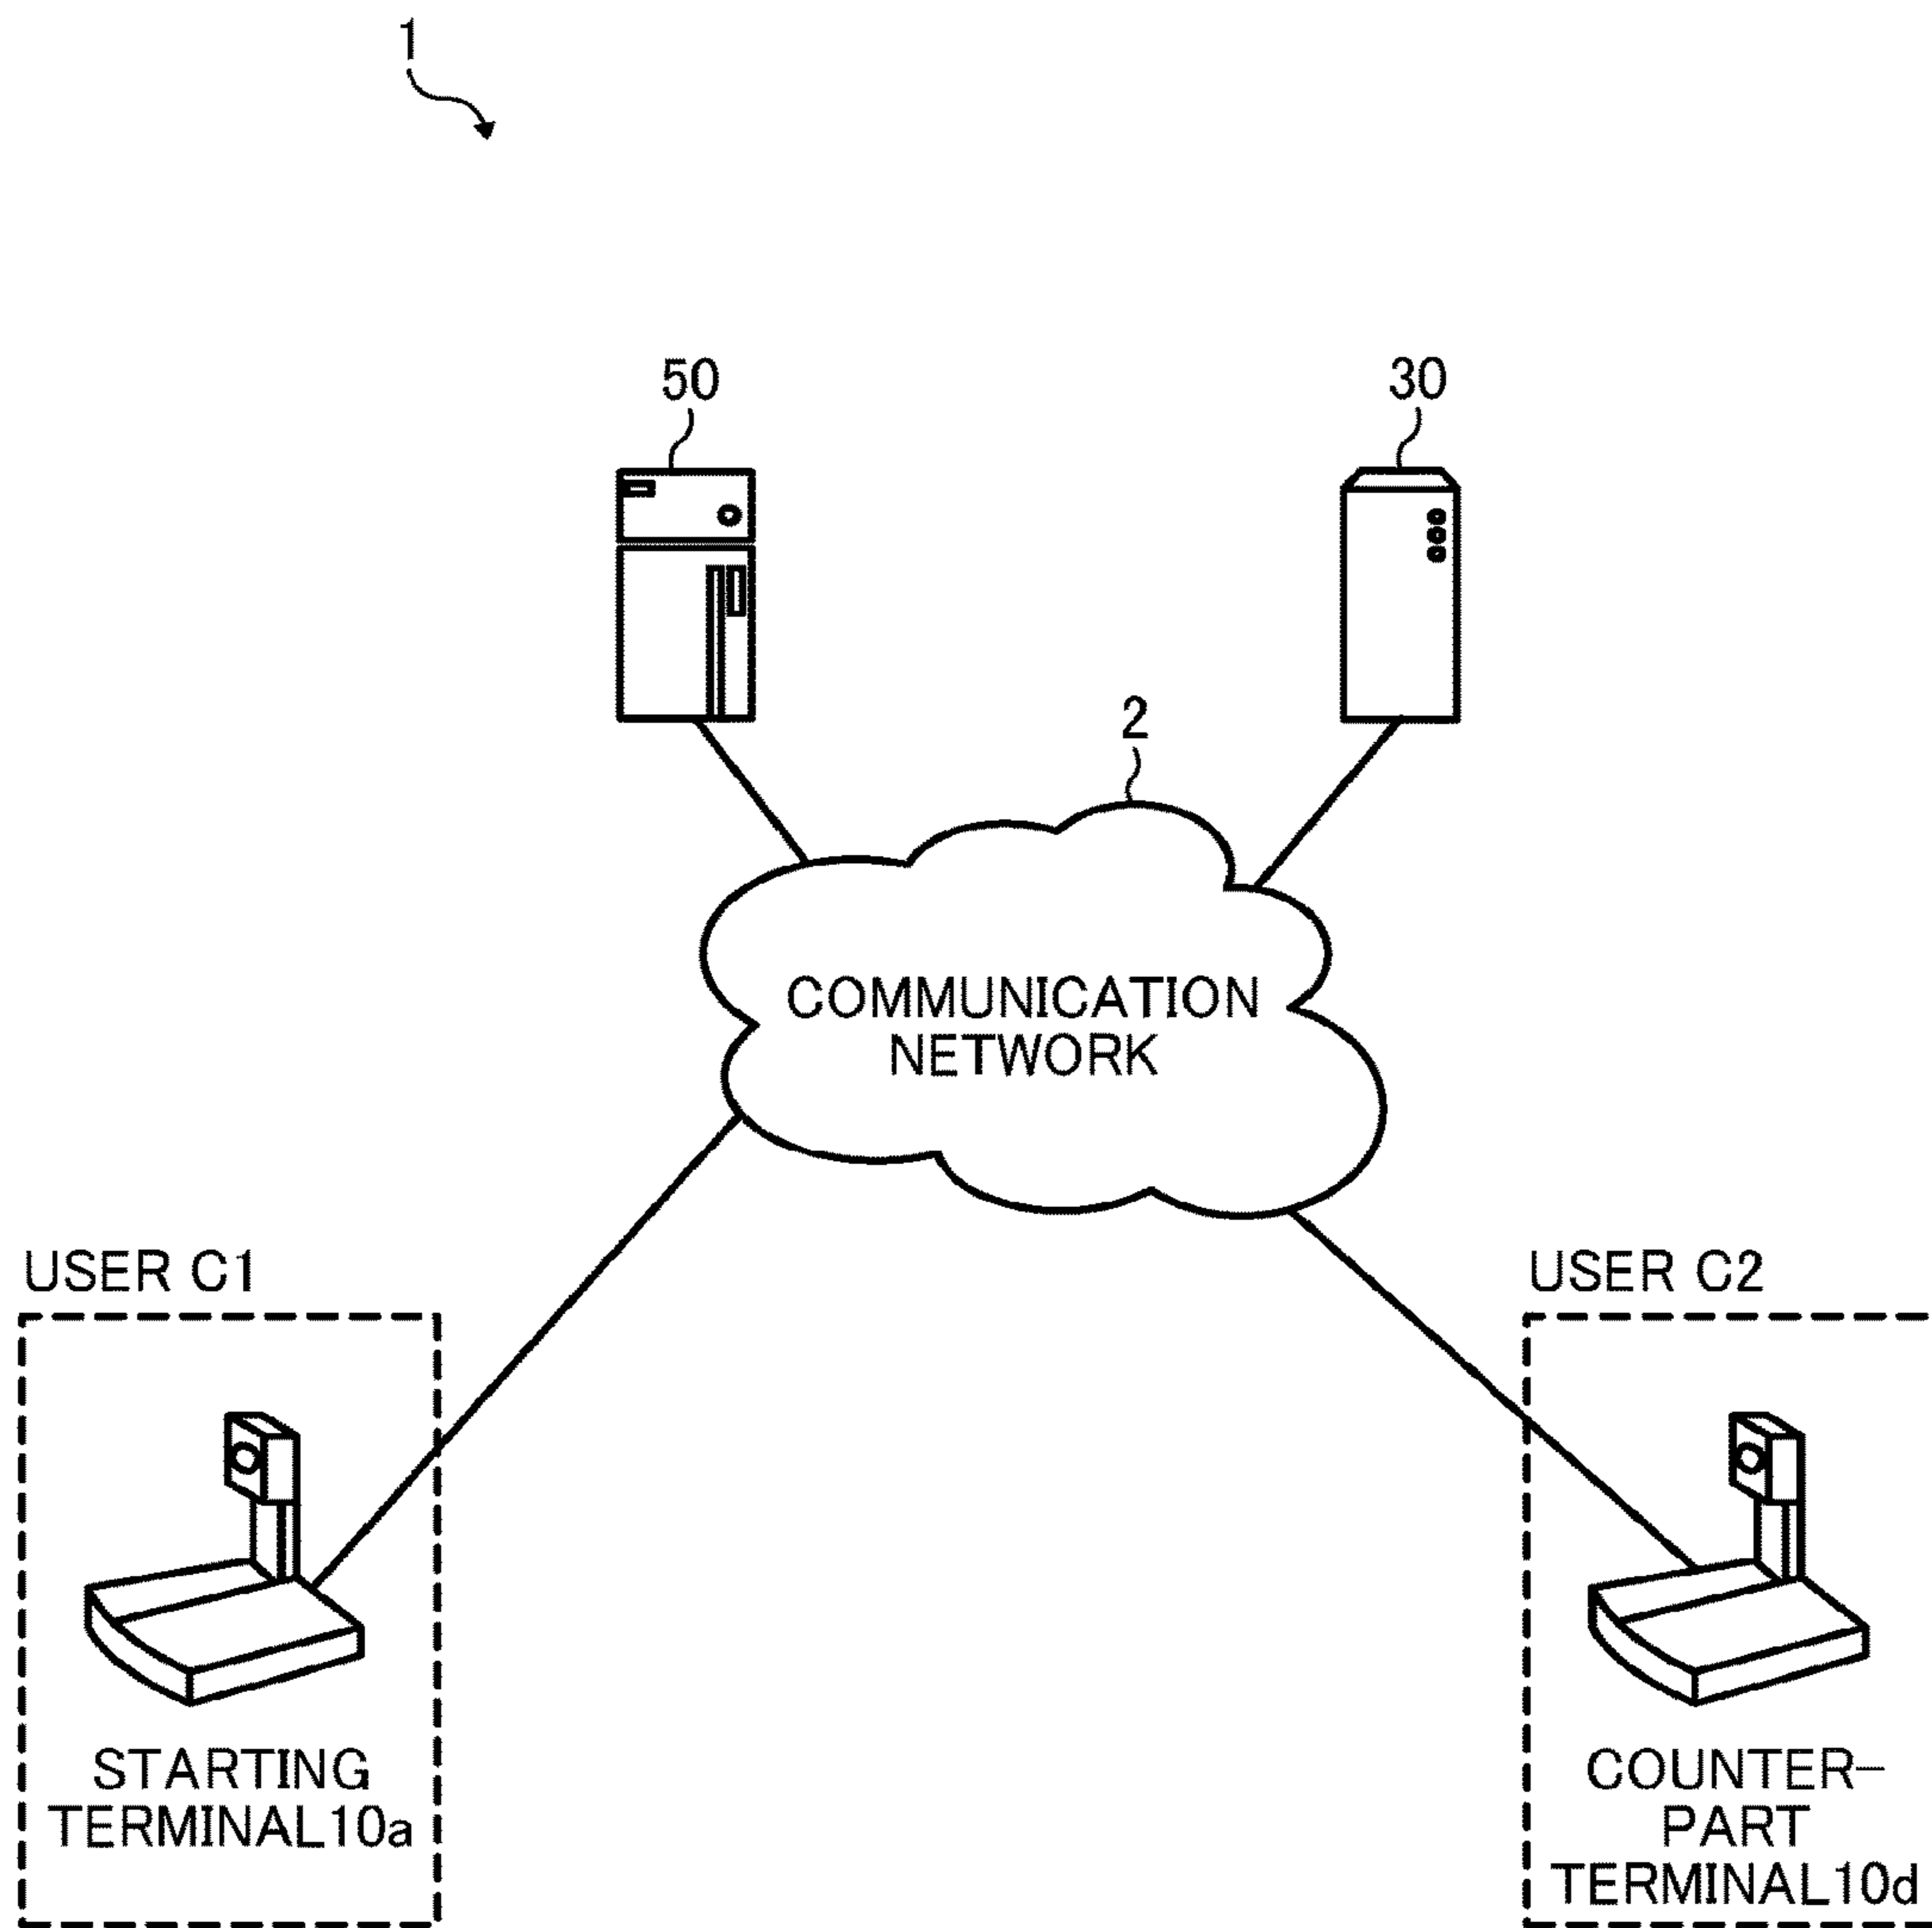 1
50
30
2
COMMUNICATION
NETWORK
USER C1
USER C2
STARTING
TERMINAL10a
COUNTER-
PART
TERMINAL10d